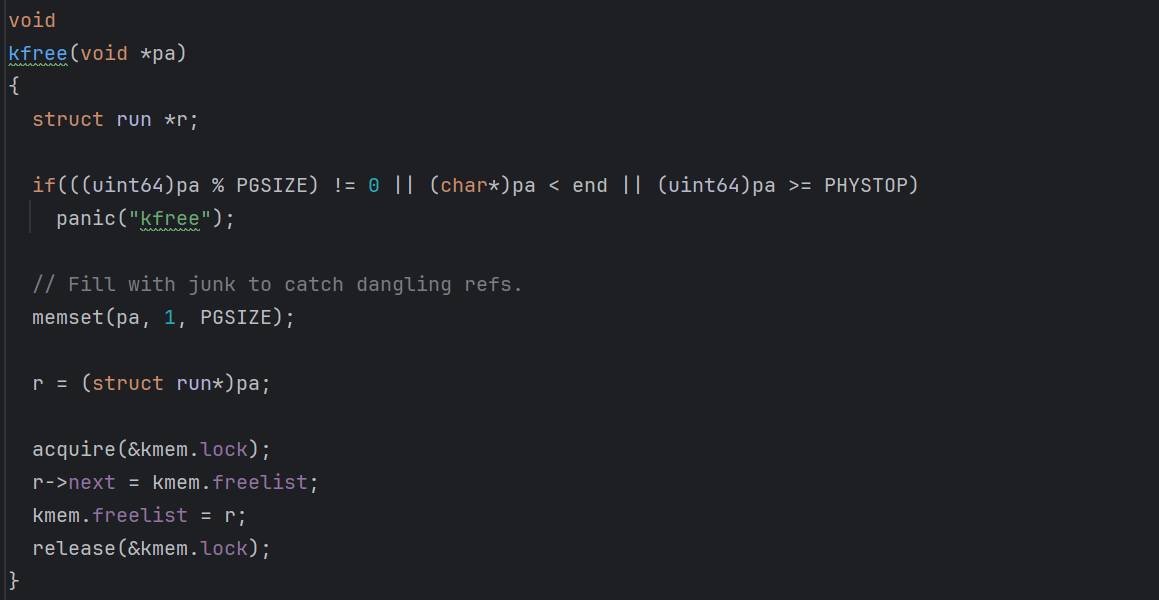 void
kfree(void *pa)
{
  struct run *r;

  if(((uint64)pa % PGSIZE) != 0 || (char*)pa < end || (uint64)pa >= PHYSTOP)
    panic("kfree");

  // Fill with junk to catch dangling refs.
  memset(pa, 1, PGSIZE);

  r = (struct run*)pa;

  acquire(&kmem.lock);
  r->next = kmem.freelist;
  kmem.freelist = r;
  release(&kmem.lock);
}